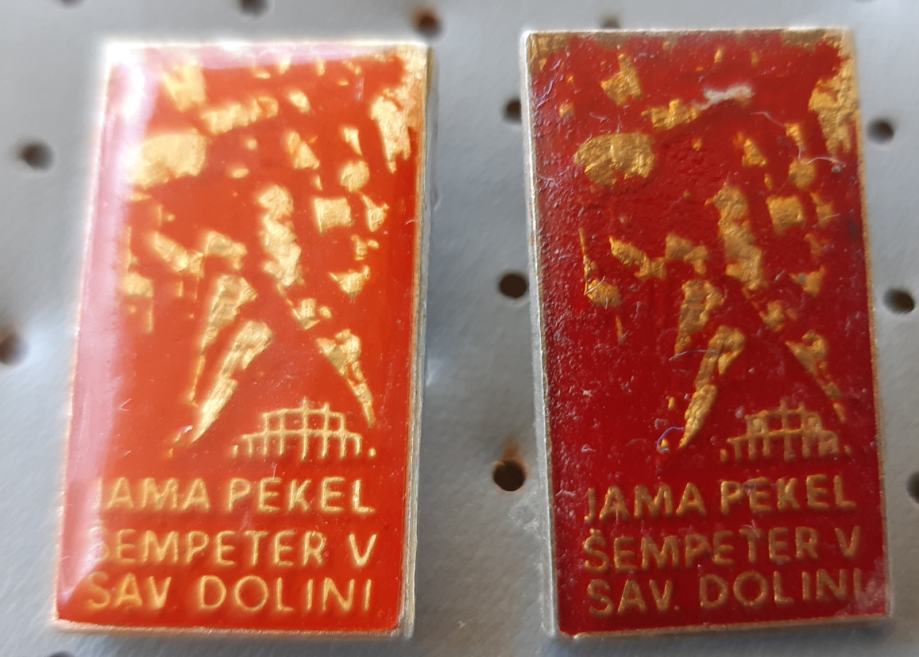 JAMA PEKEL
ŠEMPETER V
SAV. DOLINI
JAMA PEKEL
ŠEMPETER V
SAV. DOLINI